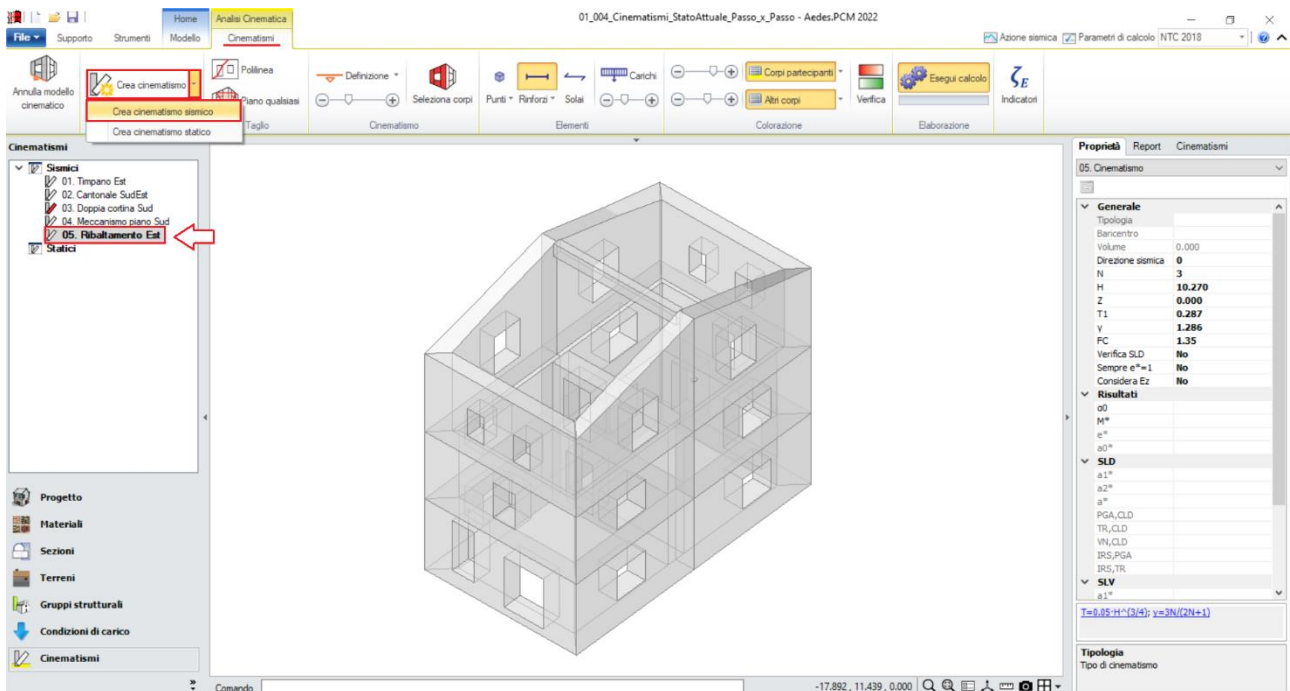 Home
Analisi Cinematica
01_004_Cinematismi_StatoAttuale_Passo_x_Passo - Aedes.PCM 2022
File
Supporto
Strumenti
Modello
Cinematismi
Azione sismica
Parametri di calcolo
NTC 2018
Annulla modello
cinematico
Crea cinematismo
Crea cinematismo sismico
Crea cinematismo statico
Polilinea
Piano qualsiasi
Taglio
Definizione
Seleziona corpi
Cinematismo
Punti
Rinforzi
Solai
Carichi
Elementi
Corpi partecipanti
Altri corpi
Verifica
Colorazione
Esegui calcolo
Elaborazione
ζE
Indicatori
Cinematismi
Sismici
01. Timpano Est
02. Cantonale SudEst
03. Doppia cortina Sud
04. Meccanismo piano Sud
05. Ribaltamento Est
Statici
Progetto
Materiali
Sezioni
Terreni
Gruppi strutturali
Condizioni di carico
Cinematismi
Comando
-17.892 , 11.439 , 0.000
Proprietà Report Cinematismi
05. Cinematismo
Generale
Tipologia
Baricentro
Volume 0.000
Direzione sismica 0
N 3
H 10.270
Z 0.000
T1 0.287
γ 1.286
FC 1.35
Verifica SLD No
Sempre e*=1 No
Considera Ez No
Risultati
α0
M*
e*
a0*
SLD
a1*
a2*
a*
PGA,CLD
TR,CLD
VN,CLD
IRS,PGA
IRS,TR
SLV
a1*
T=0.05·H^(3/4); γ=3N/(2N+1)
Tipologia
Tipo di cinematismo